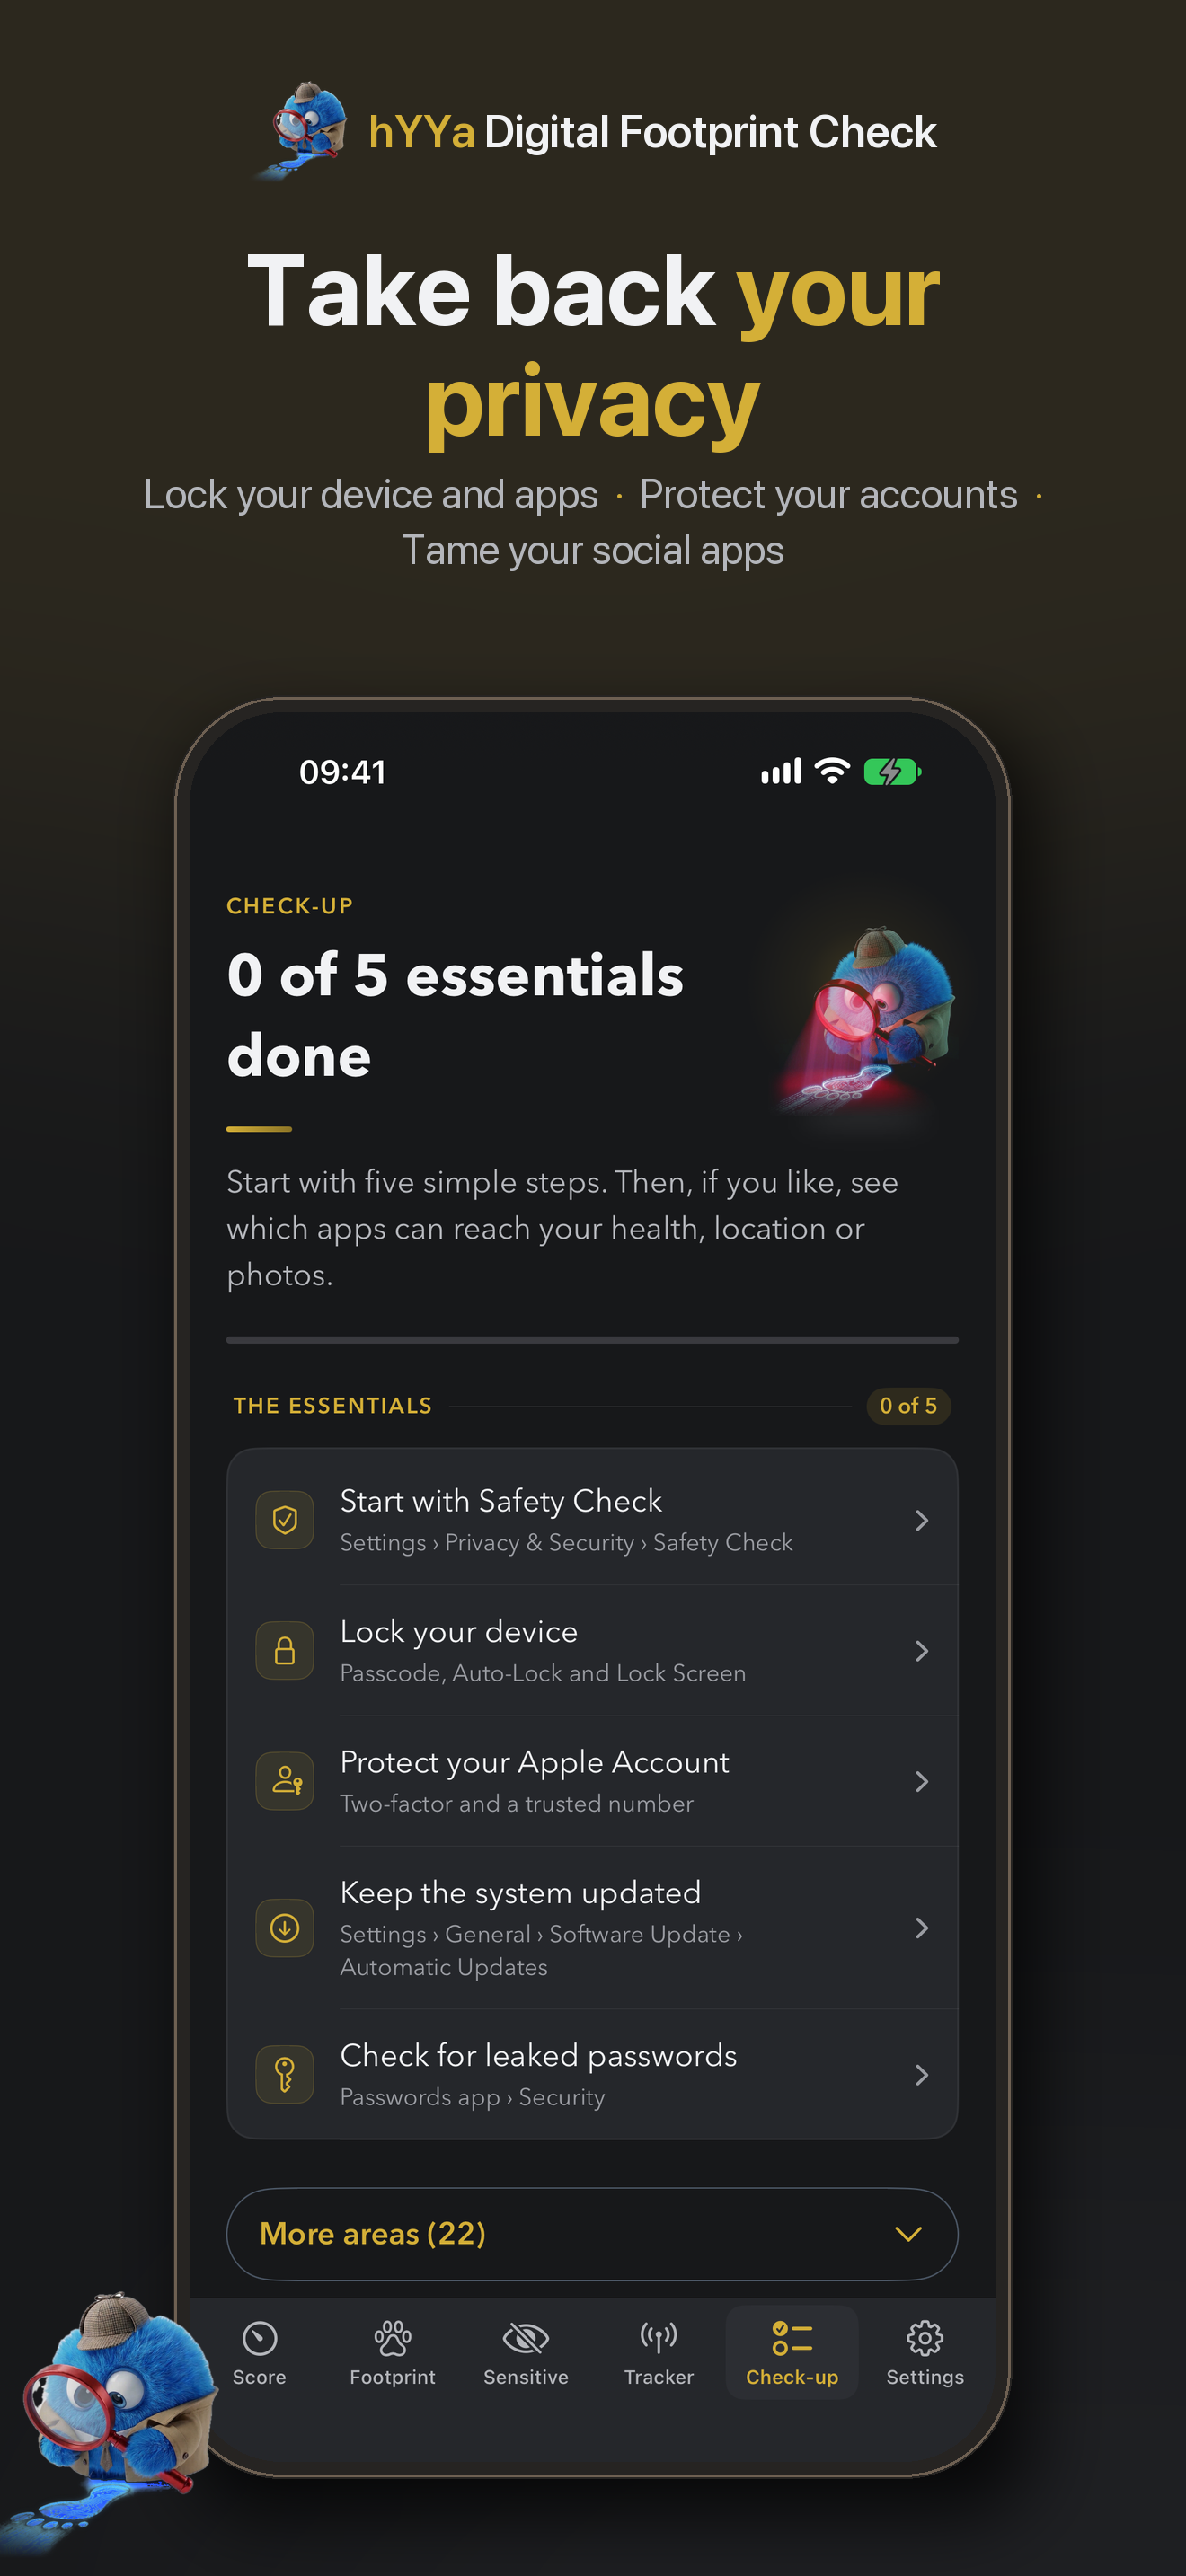 hYYa Digital Footprint Check
Take back your
privacy
Lock your device and apps · Protect your accounts ·
Tame your social apps
09:41
CHECK-UP
0 of 5 essentials
done
Start with five simple steps. Then, if you like, see
which apps can reach your health, location or
photos.
THE ESSENTIALS 0 of 5
Start with Safety Check
Settings › Privacy & Security › Safety Check
Lock your device
Passcode, Auto-Lock and Lock Screen
Protect your Apple Account
Two-factor and a trusted number
Keep the system updated
Settings › General › Software Update ›
Automatic Updates
Check for leaked passwords
Passwords app › Security
More areas (22)
Score Footprint Sensitive Tracker Check-up Settings